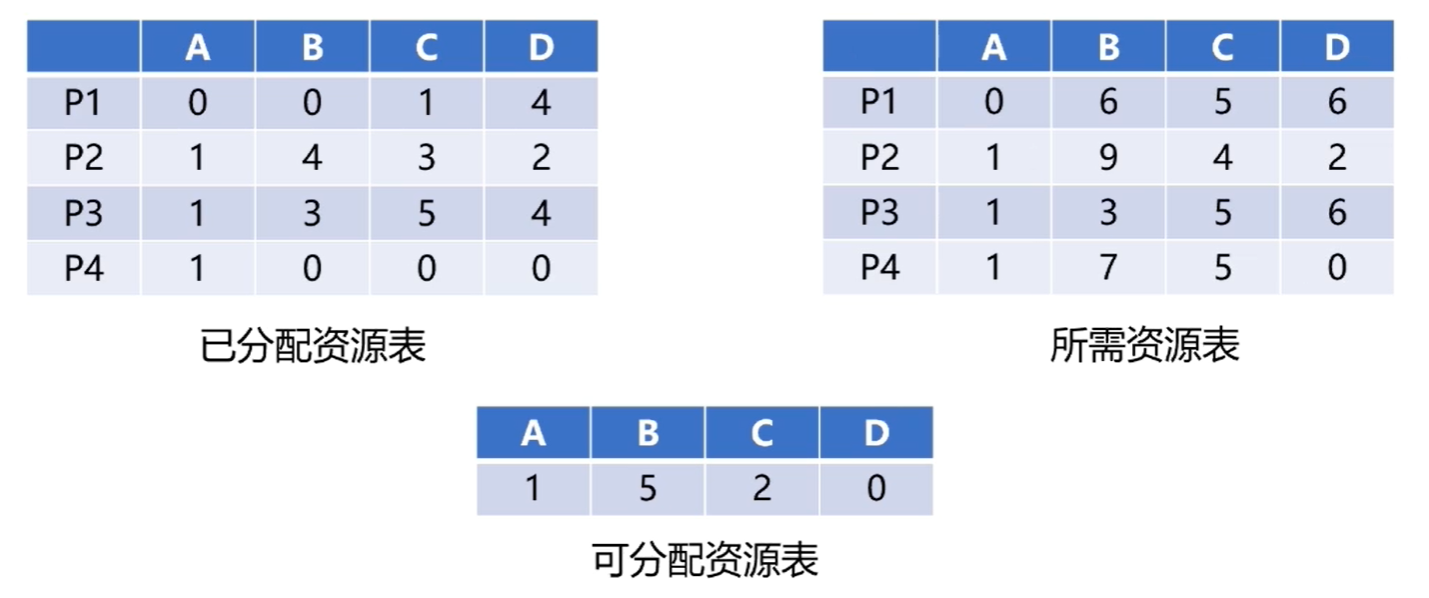 A B C D
P1 0 0 1 4
P2 1 4 3 2
P3 1 3 5 4
P4 1 0 0 0
已分配资源表
A B C D
P1 0 6 5 6
P2 1 9 4 2
P3 1 3 5 6
P4 1 7 5 0
所需资源表
A B C D
1 5 2 0
可分配资源表